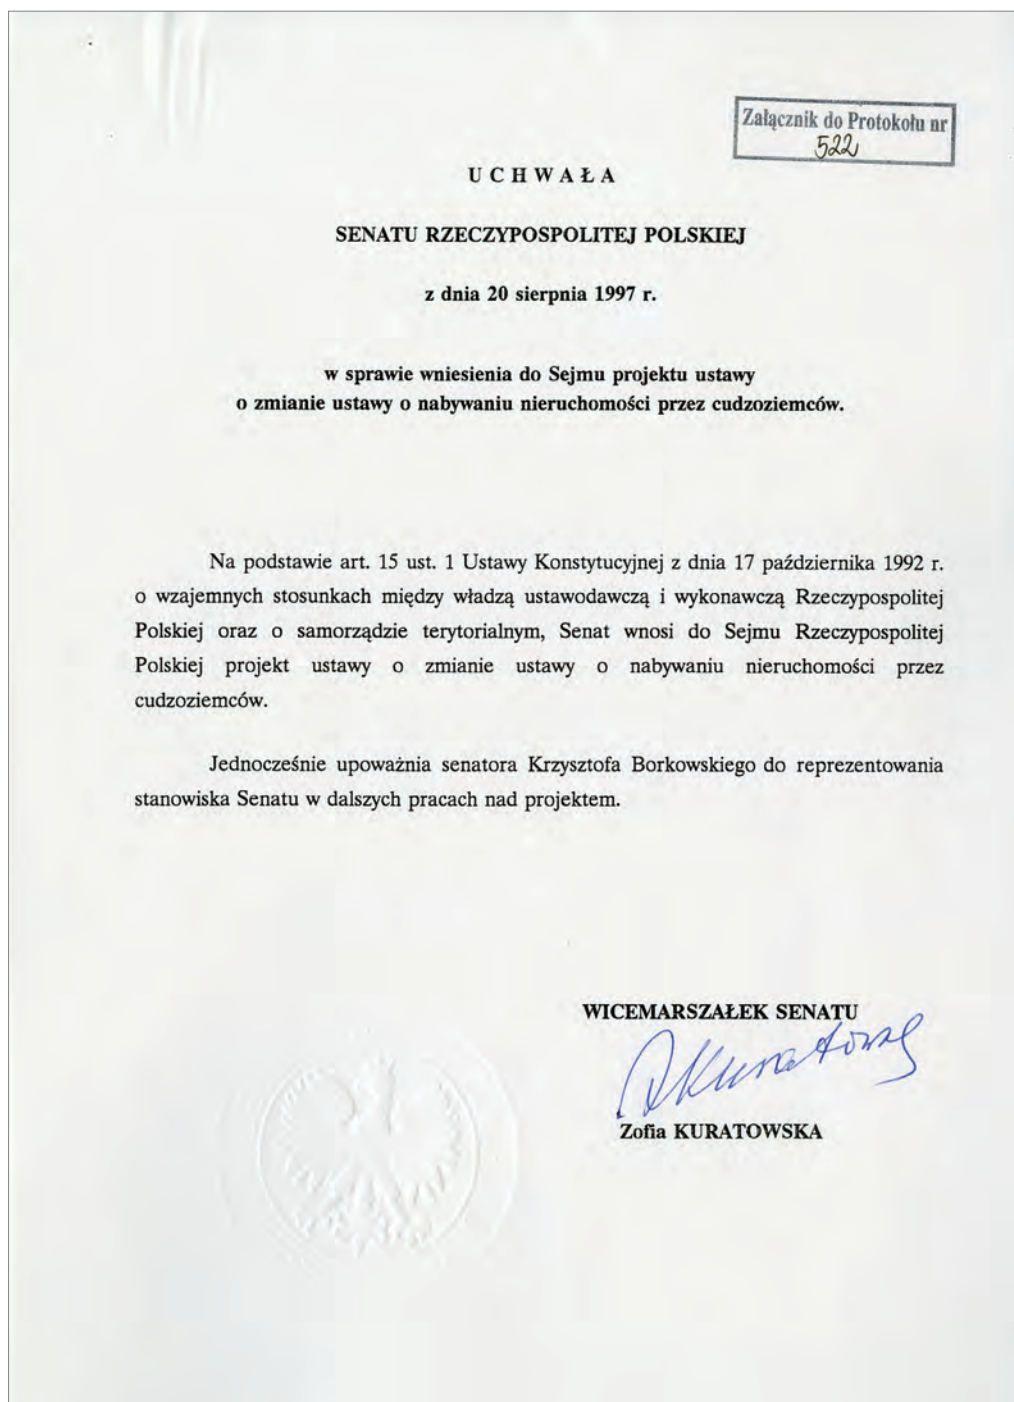 Załącznik do Protokołu nr
522
UCHWAŁA
SENATU RZECZYPOSPOLITEJ POLSKIEJ
z dnia 20 sierpnia 1997 r.
w sprawie wniesienia do Sejmu projektu ustawy
o zmianie ustawy o nabywaniu nieruchomości przez cudzoziemców.
Na podstawie art. 15 ust. 1 Ustawy Konstytucyjnej z dnia 17 października 1992 r.
o wzajemnych stosunkach między władzą ustawodawczą i wykonawczą Rzeczypospolitej
Polskiej oraz o samorządzie terytorialnym, Senat wnosi do Sejmu Rzeczypospolitej
Polskiej projekt ustawy o zmianie ustawy o nabywaniu nieruchomości przez
cudzoziemców.
Jednocześnie upoważnia senatora Krzysztofa Borkowskiego do reprezentowania
stanowiska Senatu w dalszych pracach nad projektem.
WICEMARSZAŁEK SENATU
Zofia KURATOWSKA